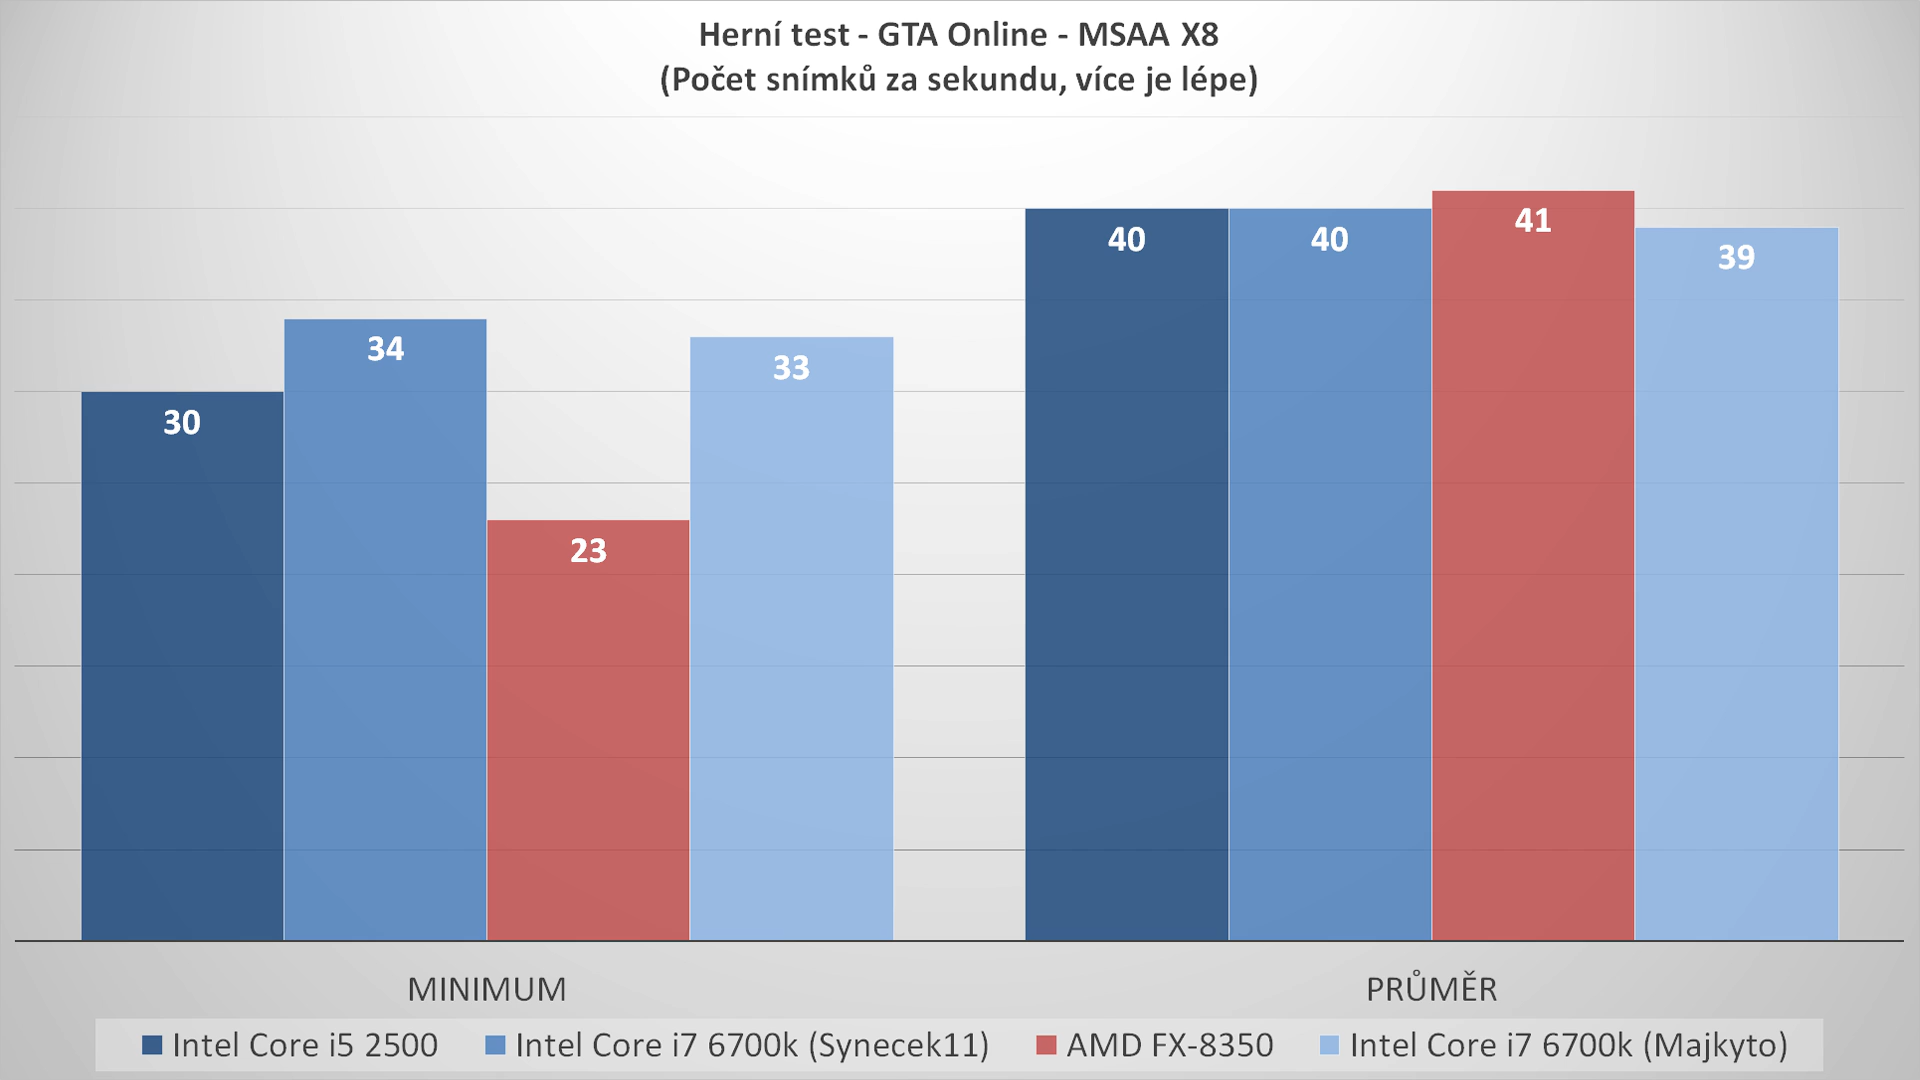 Herní test - GTA Online - MSAA X8
(Počet snímků za sekundu, více je lépe)
30
34
23
33
40
40
41
39
MINIMUM
PRŮMĚR
Intel Core i5 2500
Intel Core i7 6700k (Synecek11)
AMD FX-8350
Intel Core i7 6700k (Majkyto)